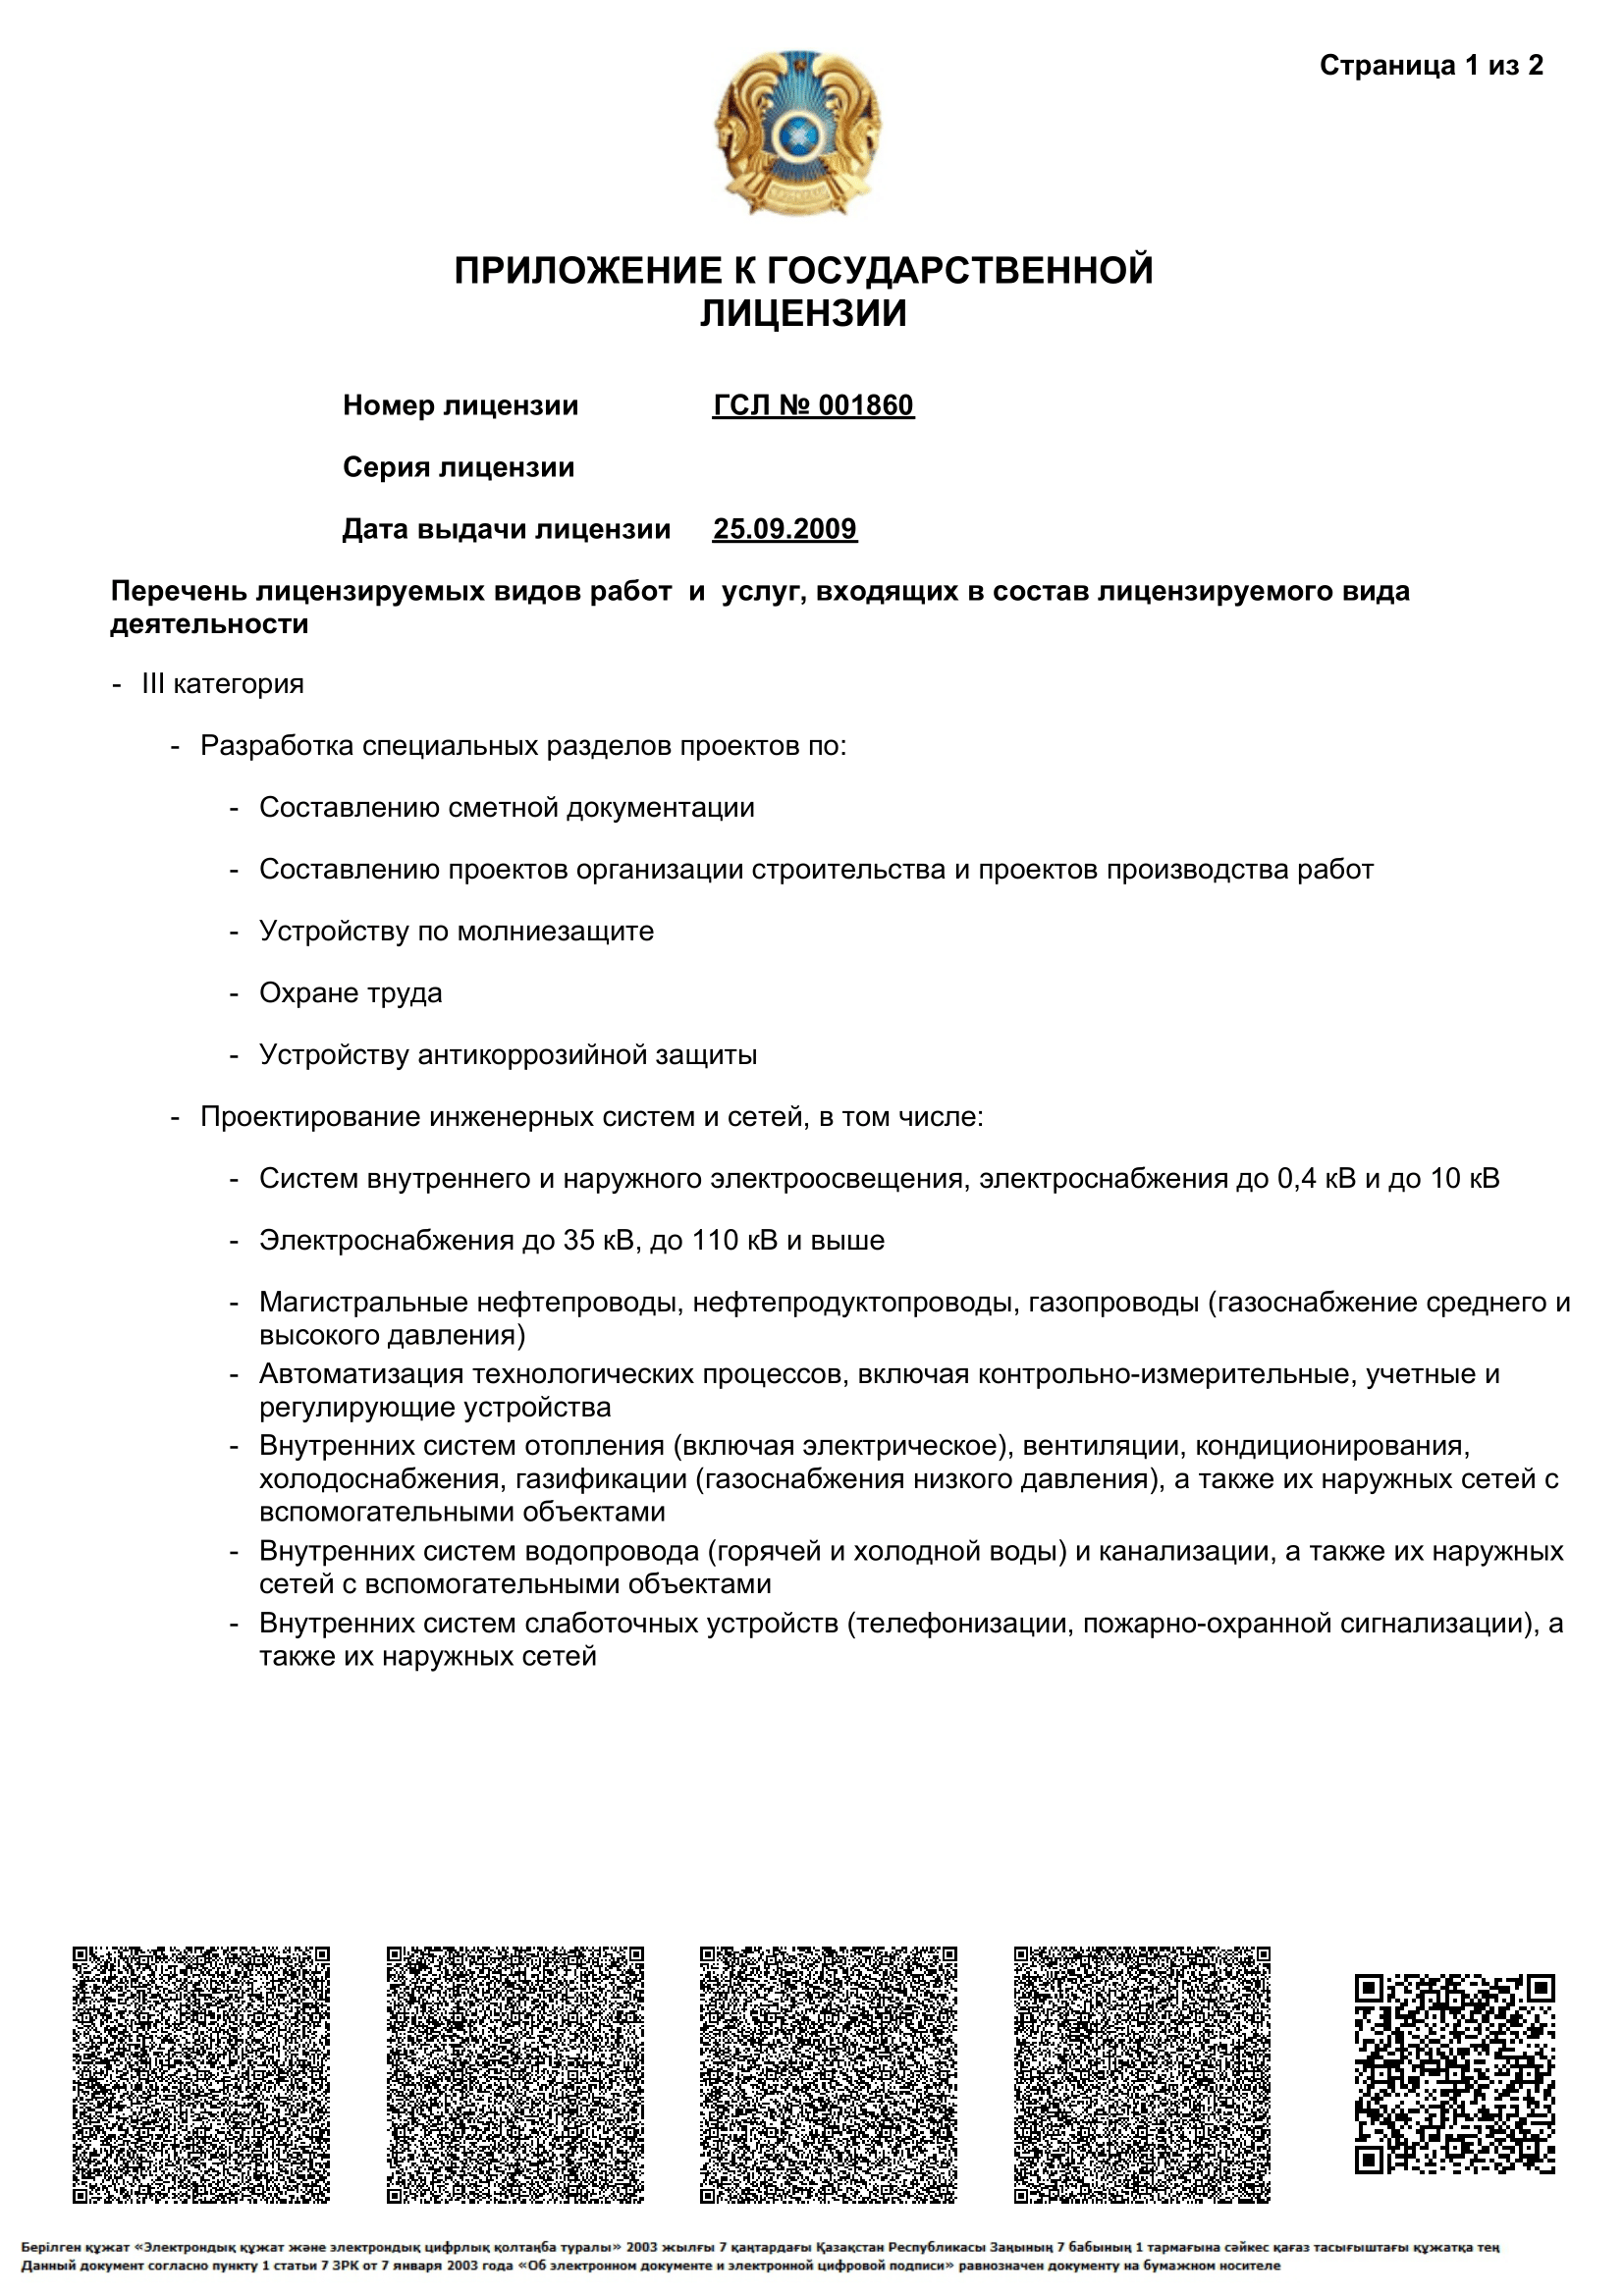 Страница 1 из 2
ПРИЛОЖЕНИЕ К ГОСУДАРСТВЕННОЙ
ЛИЦЕНЗИИ
Номер лицензии ГСЛ № 001860
Серия лицензии
Дата выдачи лицензии 25.09.2009
Перечень лицензируемых видов работ и услуг, входящих в состав лицензируемого вида
деятельности
- III категория
- Разработка специальных разделов проектов по:
- Составлению сметной документации
- Составлению проектов организации строительства и проектов производства работ
- Устройству по молниезащите
- Охране труда
- Устройству антикоррозийной защиты
- Проектирование инженерных систем и сетей, в том числе:
- Систем внутреннего и наружного электроосвещения, электроснабжения до 0,4 кВ и до 10 кВ
- Электроснабжения до 35 кВ, до 110 кВ и выше
- Магистральные нефтепроводы, нефтепродуктопроводы, газопроводы (газоснабжение среднего и
высокого давления)
- Автоматизация технологических процессов, включая контрольно-измерительные, учетные и
регулирующие устройства
- Внутренних систем отопления (включая электрическое), вентиляции, кондиционирования,
холодоснабжения, газификации (газоснабжения низкого давления), а также их наружных сетей с
вспомогательными объектами
- Внутренних систем водопровода (горячей и холодной воды) и канализации, а также их наружных
сетей с вспомогательными объектами
- Внутренних систем слаботочных устройств (телефонизации, пожарно-охранной сигнализации), а
также их наружных сетей
Берілген құжат «Электрондық құжат және электрондық цифрлық қолтаңба туралы» 2003 жылғы 7 қаңтардағы Қазақстан Республикасы Заңының 7 бабының 1 тармағына сәйкес қағаз тасығыштағы құжатқа тең
Данный документ согласно пункту 1 статьи 7 ЗРК от 7 января 2003 года «Об электронном документе и электронной цифровой подписи» равнозначен документу на бумажном носителе